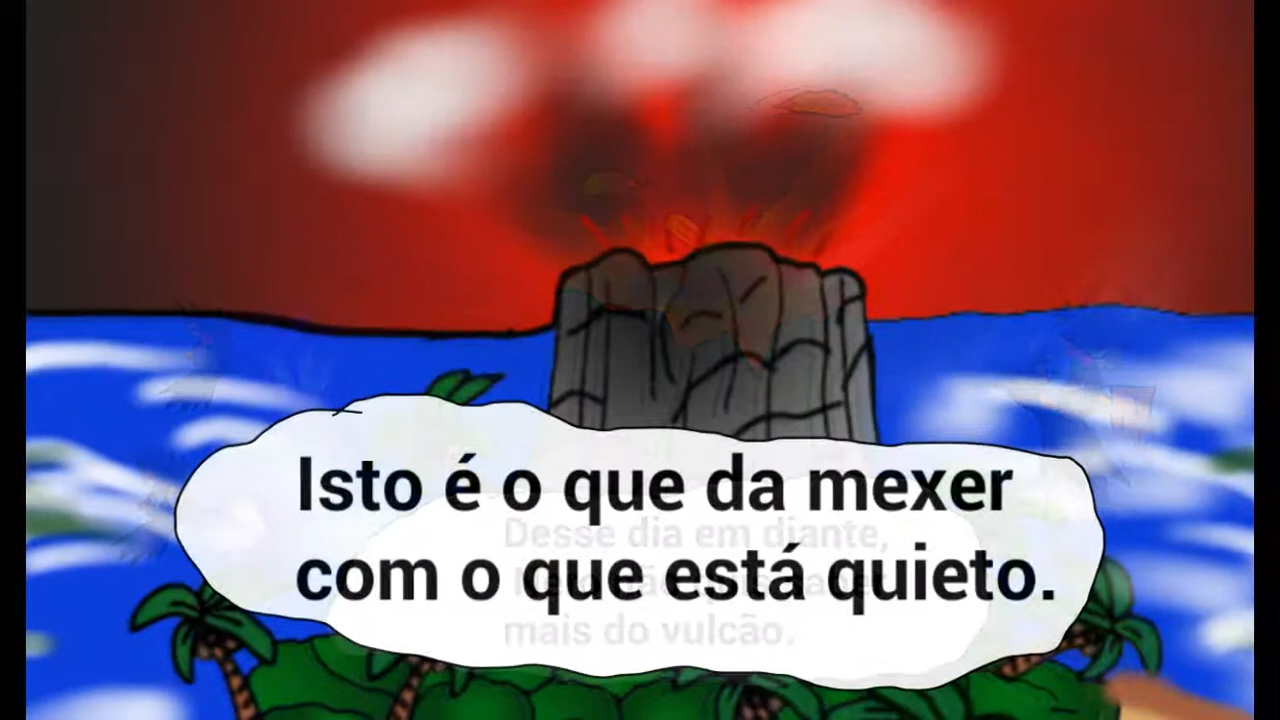 Isto é o que da mexer
com o que está quieto.
Desse dia em diante,
mais do vulcão.